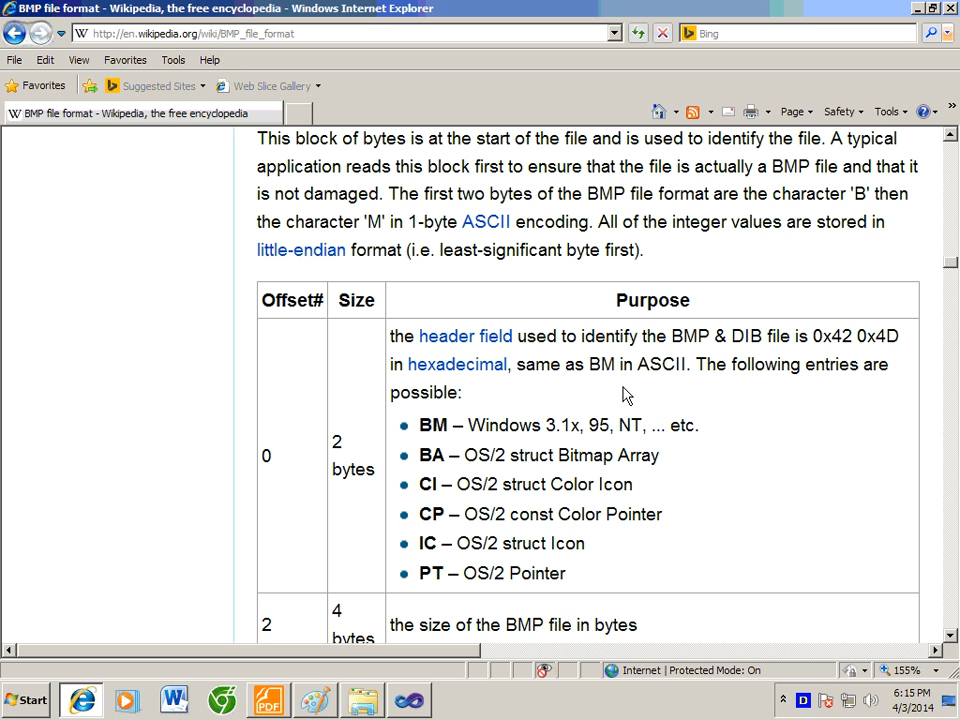 BMP file format - Wikipedia, the free encyclopedia - Windows Internet Explorer
http://en.wikipedia.org/wiki/BMP_file_format
Bing
File Edit View Favorites Tools Help
Favorites Suggested Sites Web Slice Gallery
BMP file format - Wikipedia, the free encyclopedia
Page Safety Tools
This block of bytes is at the start of the file and is used to identify the file. A typical
application reads this block first to ensure that the file is actually a BMP file and that it
is not damaged. The first two bytes of the BMP file format are the character 'B' then
the character 'M' in 1-byte ASCII encoding. All of the integer values are stored in
little-endian format (i.e. least-significant byte first).
Offset# Size Purpose
the header field used to identify the BMP & DIB file is 0x42 0x4D
in hexadecimal, same as BM in ASCII. The following entries are
possible:
BM – Windows 3.1x, 95, NT, ... etc.
BA – OS/2 struct Bitmap Array
CI – OS/2 struct Color Icon
CP – OS/2 const Color Pointer
IC – OS/2 struct Icon
PT – OS/2 Pointer
0 2
bytes
2 4
bytes
the size of the BMP file in bytes
Internet | Protected Mode: On 155%
Start PDF 6:15 PM
4/3/2014